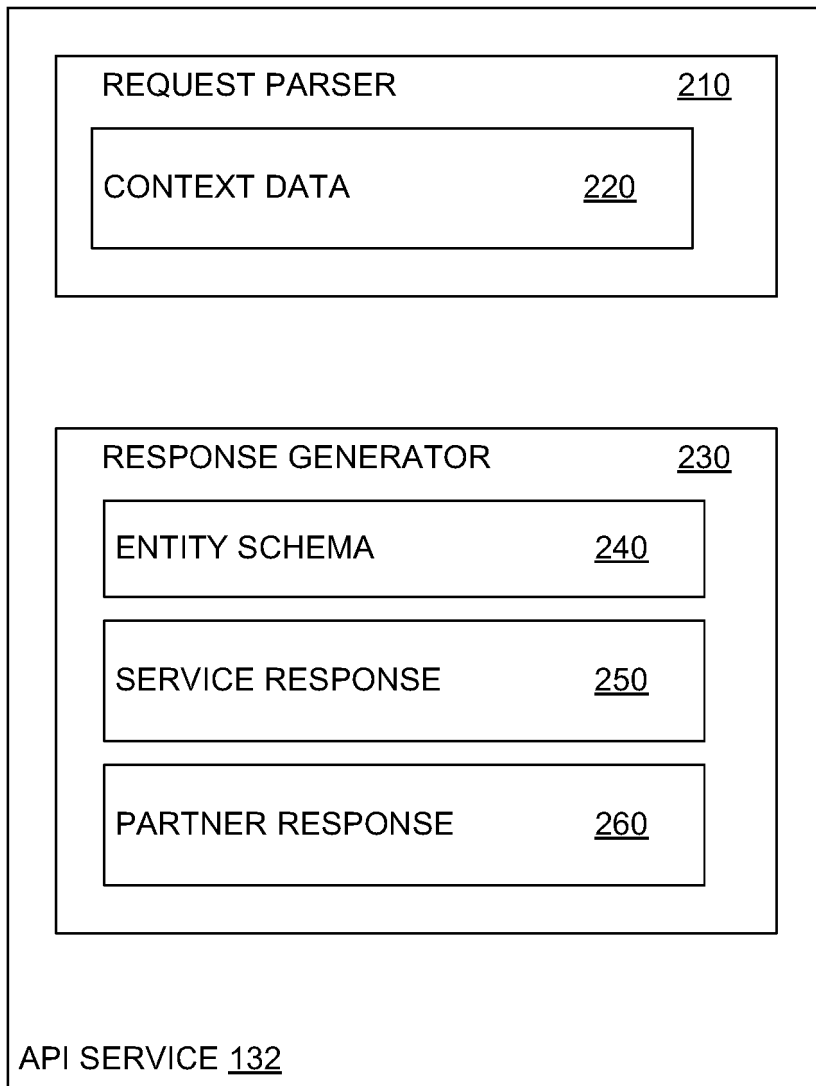 REQUEST PARSER 210
CONTEXT DATA 220
RESPONSE GENERATOR 230
ENTITY SCHEMA 240
SERVICE RESPONSE 250
PARTNER RESPONSE 260
API SERVICE 132